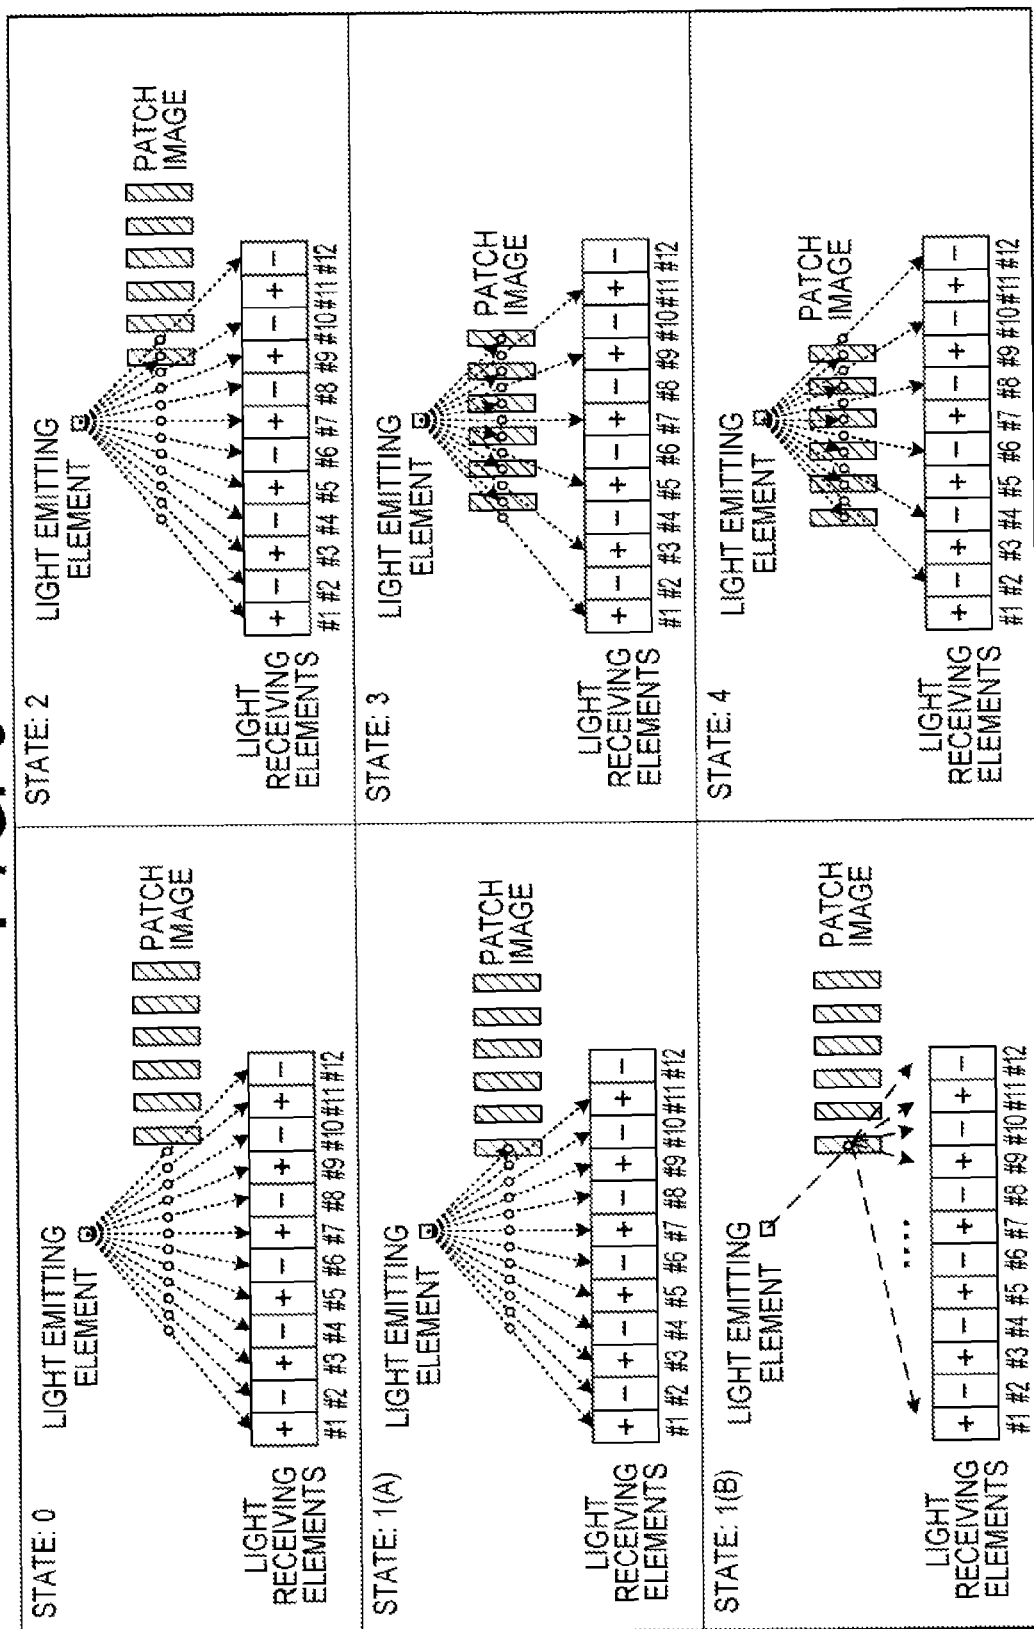 STATE: 0
LIGHT EMITTING
ELEMENT
PATCH
IMAGE
LIGHT
RECEIVING
ELEMENTS
+ − + − + − + − + − + −
#1 #2 #3 #4 #5 #6 #7 #8 #9 #10 #11 #12
STATE: 1(A)
LIGHT EMITTING
ELEMENT
PATCH
IMAGE
LIGHT
RECEIVING
ELEMENTS
+ − + − + − + − + − + −
#1 #2 #3 #4 #5 #6 #7 #8 #9 #10 #11 #12
STATE: 1(B)
LIGHT EMITTING
ELEMENT
PATCH
IMAGE
LIGHT
RECEIVING
ELEMENTS
+ − + − + − + − + − + −
#1 #2 #3 #4 #5 #6 #7 #8 #9 #10 #11 #12
STATE: 2
LIGHT EMITTING
ELEMENT
PATCH
IMAGE
LIGHT
RECEIVING
ELEMENTS
+ − + − + − + − + − + −
#1 #2 #3 #4 #5 #6 #7 #8 #9 #10 #11 #12
STATE: 3
LIGHT EMITTING
ELEMENT
PATCH
IMAGE
LIGHT
RECEIVING
ELEMENTS
+ − + − + − + − + − + −
#1 #2 #3 #4 #5 #6 #7 #8 #9 #10 #11 #12
STATE: 4
LIGHT EMITTING
ELEMENT
PATCH
IMAGE
LIGHT
RECEIVING
ELEMENTS
+ − + − + − + − + − + −
#1 #2 #3 #4 #5 #6 #7 #8 #9 #10 #11 #12